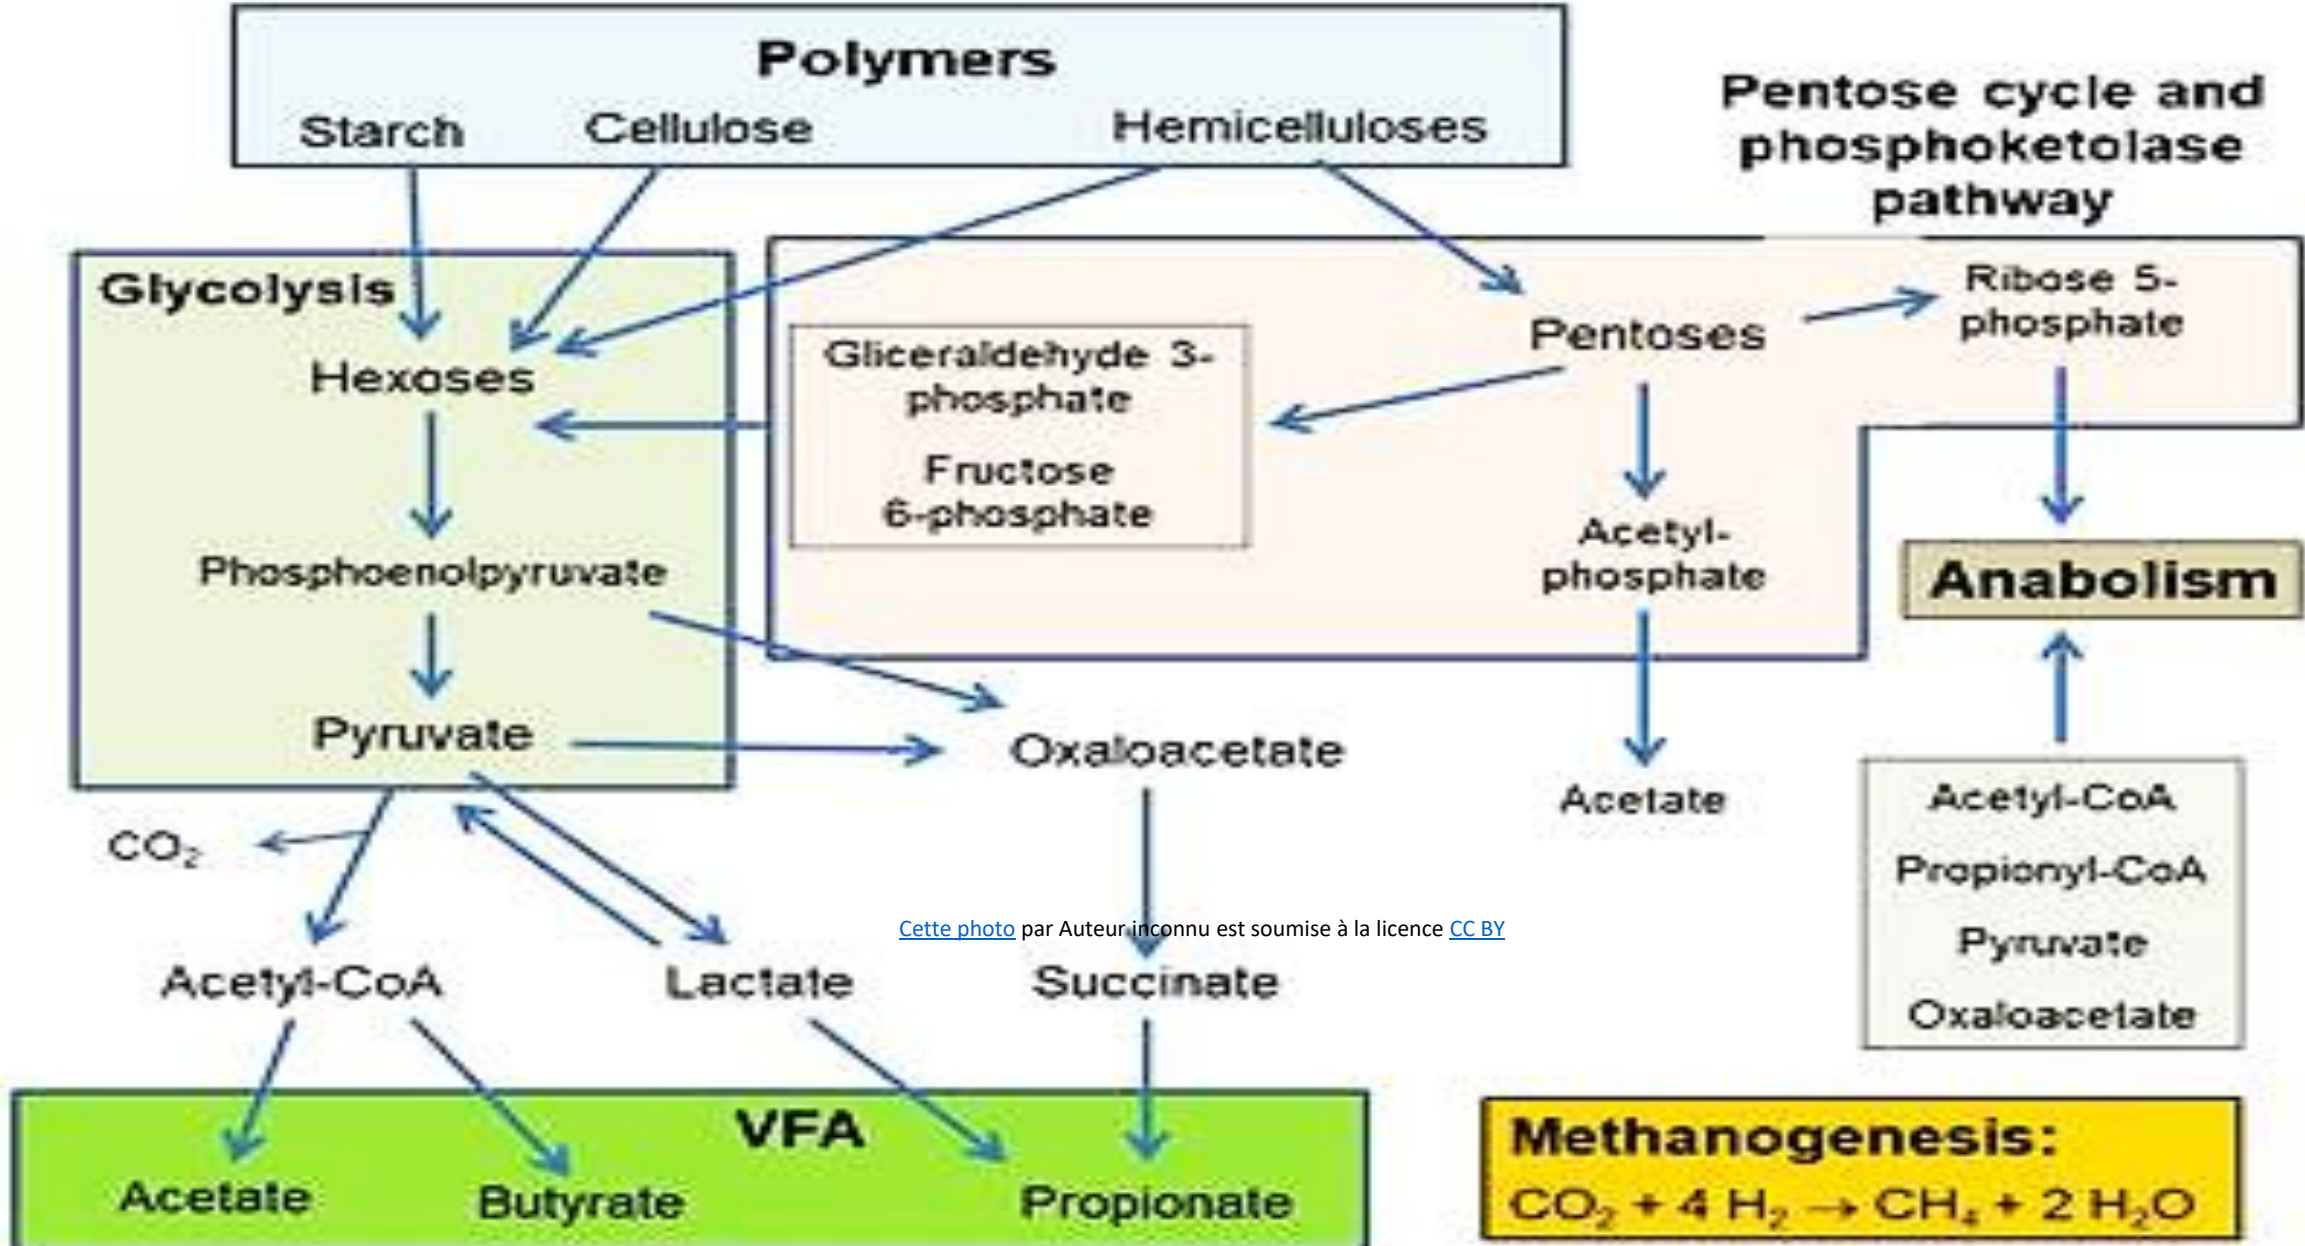 Polymers
Starch
Cellulose
Hemicelluloses
Pentose cycle and
phosphoketolase
pathway
Glycolysis
Hexoses
Phosphoenolpyruvate
Pyruvate
Gliceraldehyde 3-
phosphate
Fructose
6-phosphate
Pentoses
Ribose 5-
phosphate
Acetyl-
phosphate
Anabolism
Oxaloacetate
Acetate
Acetyl-CoA
Propionyl-CoA
Pyruvate
Oxaloacetate
CO₂
Cette photo par Auteur inconnu est soumise à la licence CC BY
Acetyl-CoA
Lactate
Succinate
VFA
Acetate
Butyrate
Propionate
Methanogenesis:
CO₂ + 4 H₂ → CH₄ + 2 H₂O